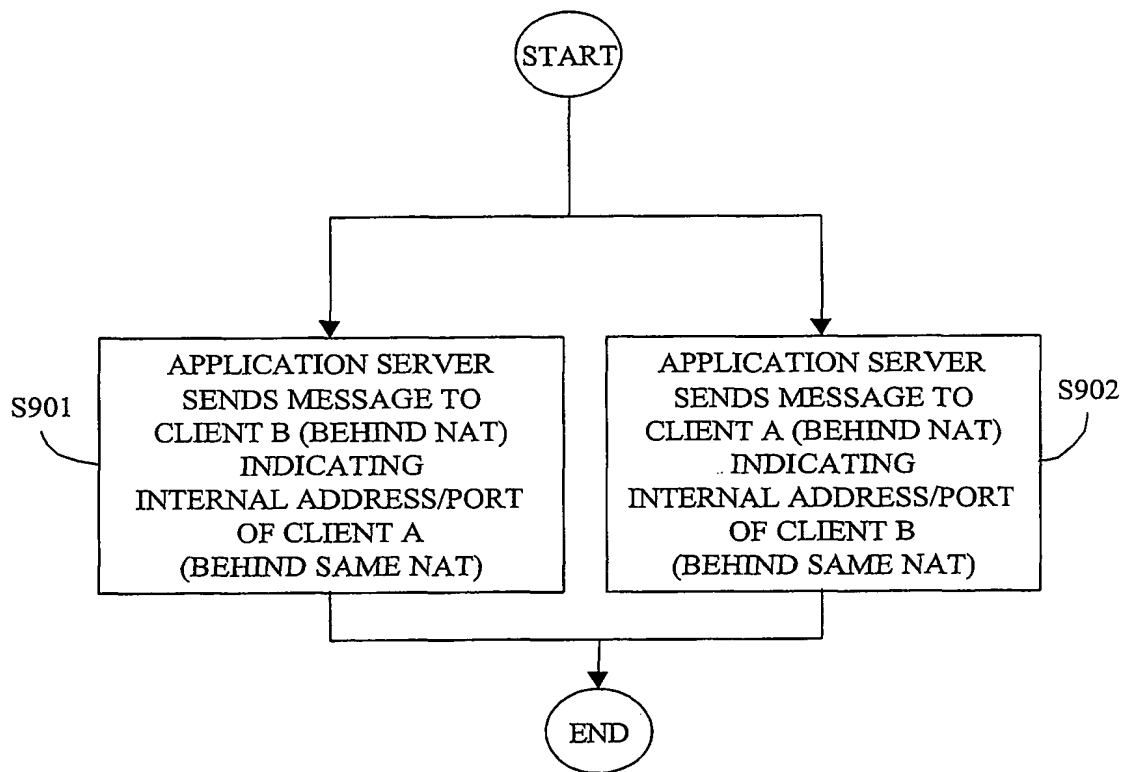 START
S901
APPLICATION SERVER
SENDS MESSAGE TO
CLIENT B (BEHIND NAT)
INDICATING
INTERNAL ADDRESS/PORT
OF CLIENT A
(BEHIND SAME NAT)
APPLICATION SERVER
SENDS MESSAGE TO
CLIENT A (BEHIND NAT)
INDICATING
INTERNAL ADDRESS/PORT
OF CLIENT B
(BEHIND SAME NAT)
S902
END